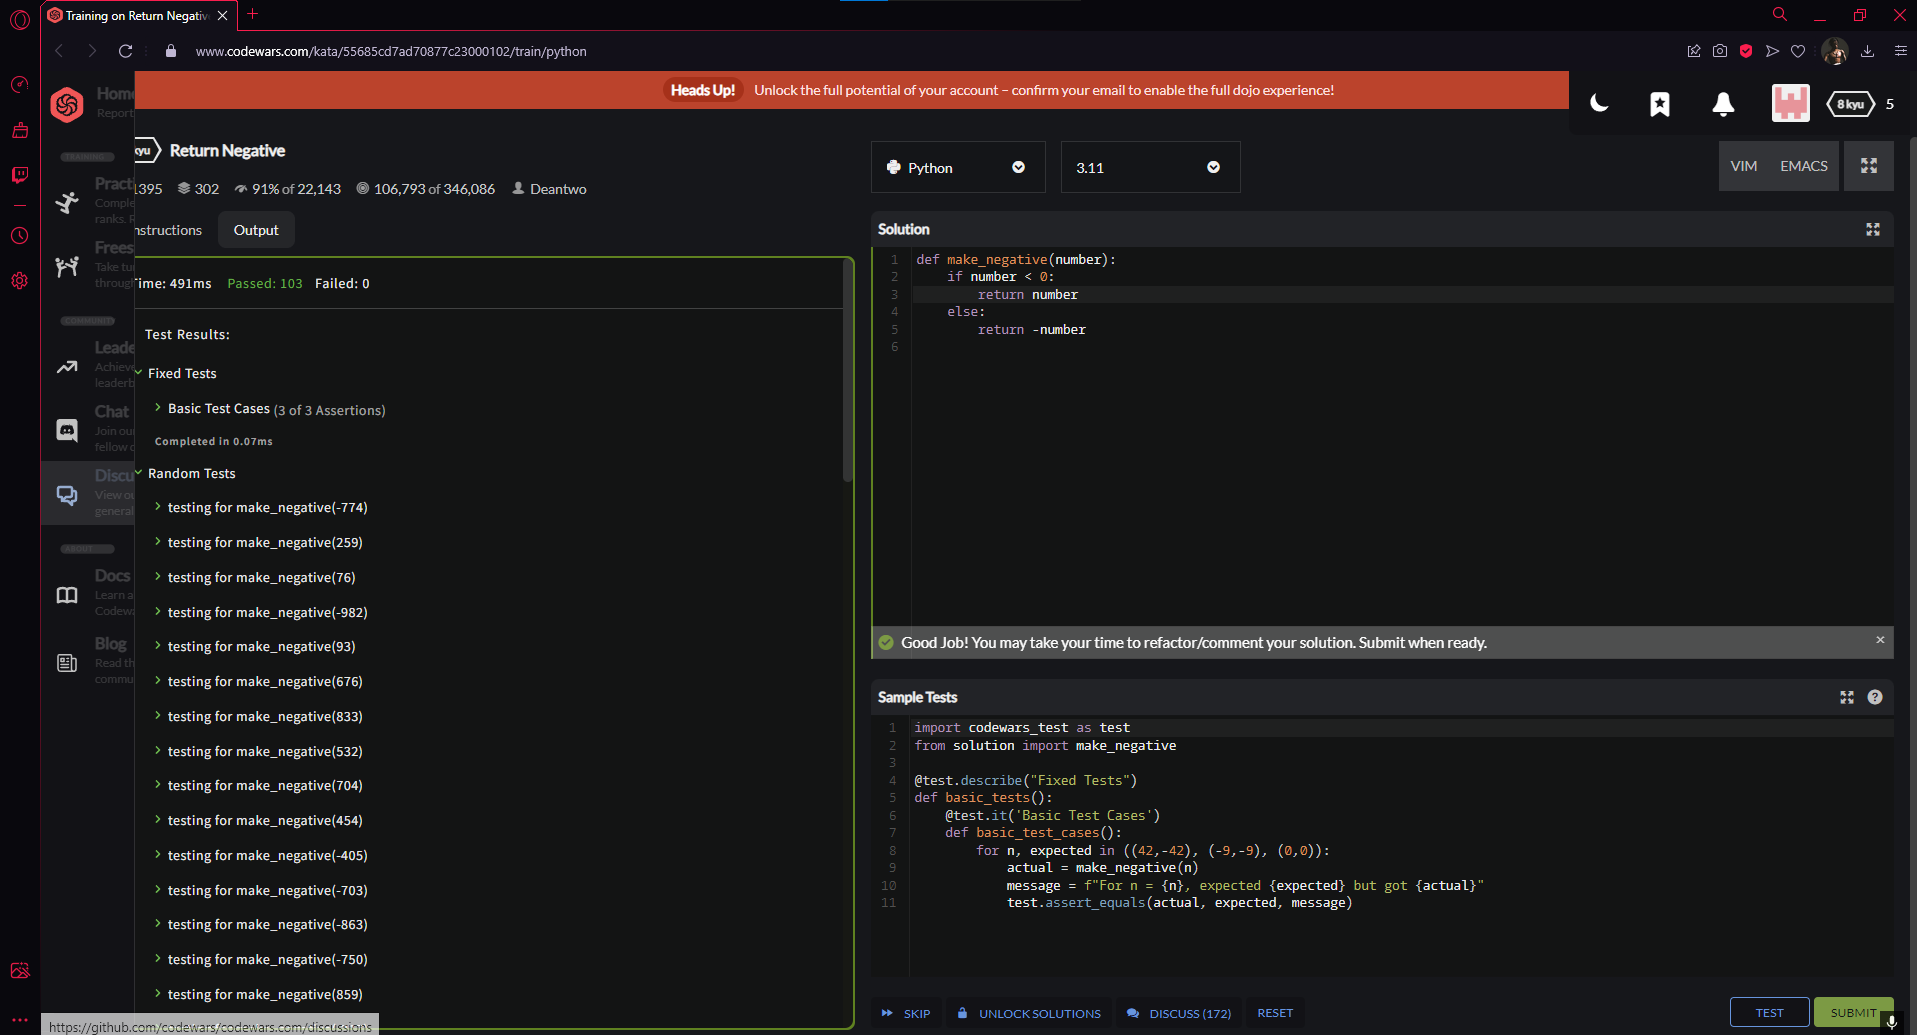 Training on Return Negativ
www.codewars.com/kata/55685cd7ad70877c23000102/train/python
Heads Up! Unlock the full potential of your account – confirm your email to enable the full dojo experience!
8 kyu 5
Home
Report
TRAINING
Practi
Comple
ranks. R
Frees
Take tu
throug
COMMUNITY
Leade
Achieve
leaderb
Chat
Join ou
fellow c
Discu
View ou
general
ABOUT
Docs
Learn a
Codewa
Blog
Read th
commu
kyu Return Negative
1395 302 91% of 22,143 106,793 of 346,086 Deantwo
nstructions Output
Time: 491ms Passed: 103 Failed: 0
Test Results:
Fixed Tests
Basic Test Cases (3 of 3 Assertions)
Completed in 0.07ms
Random Tests
testing for make_negative(-774)
testing for make_negative(259)
testing for make_negative(76)
testing for make_negative(-982)
testing for make_negative(93)
testing for make_negative(676)
testing for make_negative(833)
testing for make_negative(532)
testing for make_negative(704)
testing for make_negative(454)
testing for make_negative(-405)
testing for make_negative(-703)
testing for make_negative(-863)
testing for make_negative(-750)
testing for make_negative(859)
https://github.com/codewars/codewars.com/discussions
Python 3.11 VIM EMACS
Solution
1 def make_negative(number):
2     if number < 0:
3         return number
4     else:
5         return -number
6
Good Job! You may take your time to refactor/comment your solution. Submit when ready.
Sample Tests
1 import codewars_test as test
2 from solution import make_negative
3
4 @test.describe("Fixed Tests")
5 def basic_tests():
6     @test.it('Basic Test Cases')
7     def basic_test_cases():
8         for n, expected in ((42,-42), (-9,-9), (0,0)):
9             actual = make_negative(n)
10             message = f"For n = {n}, expected {expected} but got {actual}"
11             test.assert_equals(actual, expected, message)
SKIP UNLOCK SOLUTIONS DISCUSS (172) RESET TEST SUBMIT